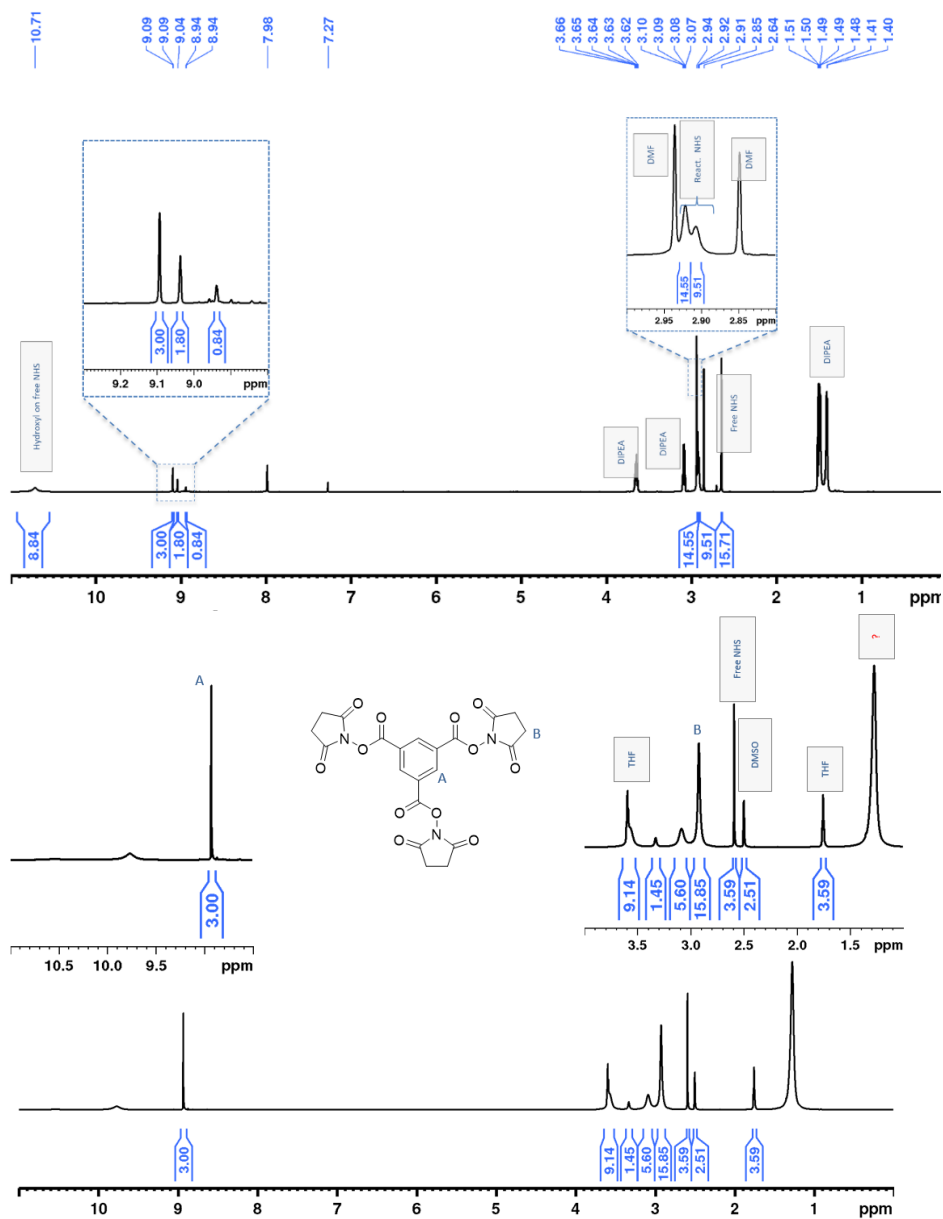 10.71 9.09 9.09 9.04 8.94 8.94 7.98 7.27 3.66 3.65 3.64 3.63 3.62 3.10 3.09 3.08 3.07 2.94 2.92 2.91 2.85 2.64 1.51 1.50 1.49 1.49 1.48 1.41 1.40
3.00 1.80 0.84
9.2 9.1 9.0 ppm
DMF React. NHS DMF
14.55 9.51
2.95 2.90 2.85 ppm
Hydroxyl on free NHS
DIPEA DIPEA Free NHS DIPEA
8.84 3.00 1.80 0.84 14.55 9.51 15.71
10 9 8 7 6 5 4 3 2 1 ppm
A
3.00
10.5 10.0 9.5 ppm
O O O O
N O O N B
O O O O
A
O O
O N O
THF B Free NHS DMSO THF ?
9.14 1.45 5.60 15.85 3.59 2.51 3.59
3.5 3.0 2.5 2.0 1.5 ppm
3.00 9.14 1.45 5.60 15.85 3.59 2.51 3.59
10 9 8 7 6 5 4 3 2 1 ppm